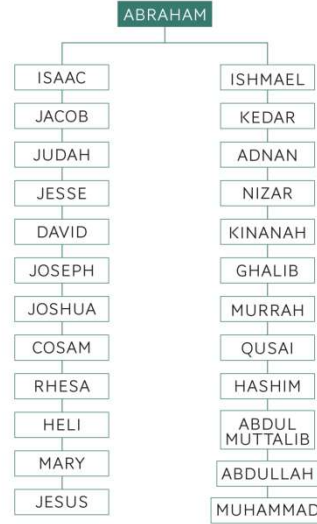 ABRAHAM
ISAAC
JACOB
JUDAH
JESSE
DAVID
JOSEPH
JOSHUA
COSAM
RHESA
HELI
MARY
JESUS
ISHMAEL
KEDAR
ADNAN
NIZAR
KINANAH
GHALIB
MURRAH
QUSAI
HASHIM
ABDUL
MUTTALIB
ABDULLAH
MUHAMMAD